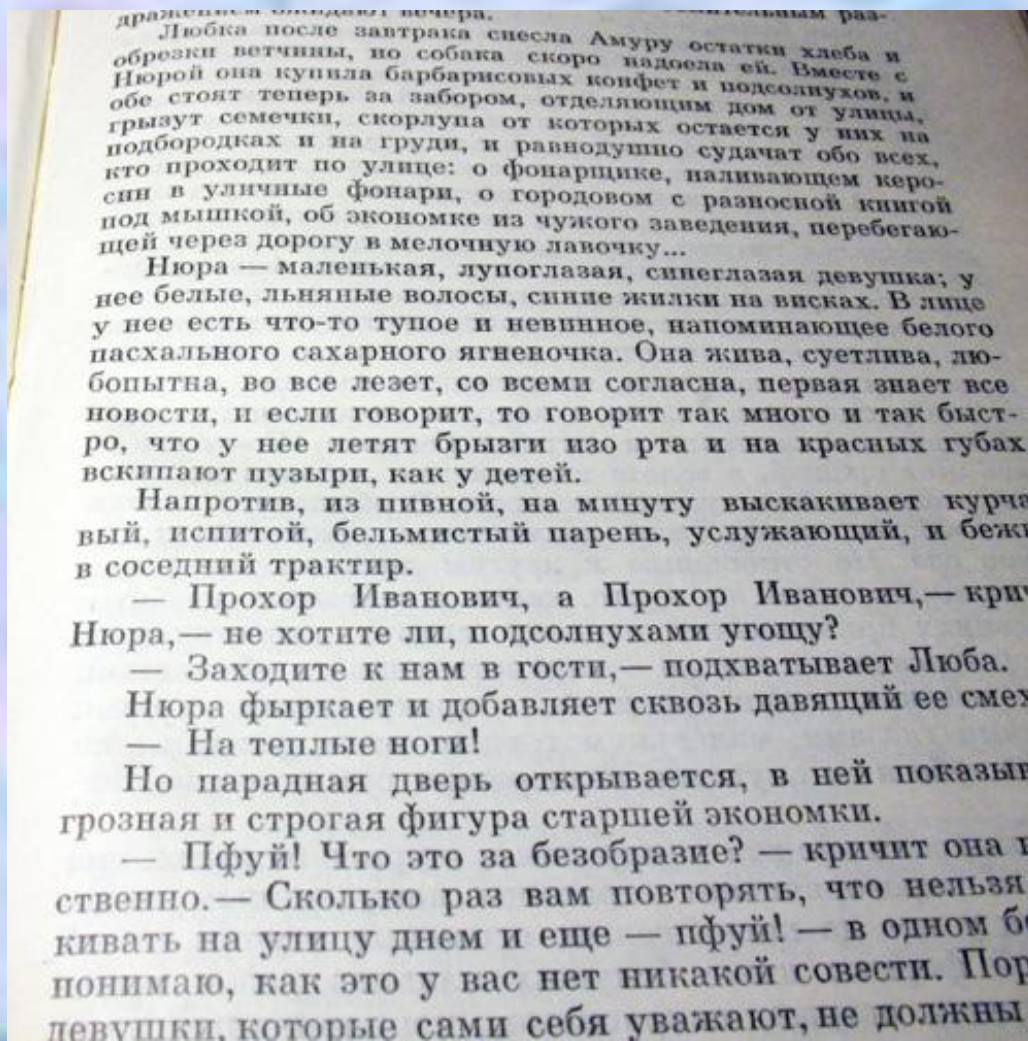 дражением ожидают вечера. раз-
Любка после завтрака снесла Амуру остатки хлеба и
обрезки ветчины, но собака скоро надоела ей. Вместе с
Нюрой она купила барбарисовых конфет и подсолнухов, и
обе стоят теперь за забором, отделяющим дом от улицы,
грызут семечки, скорлупа от которых остается у них на
подбородках и на груди, и равнодушно судачат обо всех,
кто проходит по улице: о фонарщике, наливающем керо-
син в уличные фонари, о городовом с разносной книгой
под мышкой, об экономке из чужого заведения, перебегаю-
щей через дорогу в мелочную лавочку...
Нюра — маленькая, лупоглазая, синеглазая девушка; у
нее белые, льняные волосы, синие жилки на висках. В лице
у нее есть что-то тупое и невинное, напоминающее белого
пасхального сахарного ягненочка. Она жива, суетлива, лю-
бопытна, во все лезет, со всеми согласна, первая знает все
новости, и если говорит, то говорит так много и так быст-
ро, что у нее летят брызги изо рта и на красных губах
вскипают пузыри, как у детей.
Напротив, из пивной, на минуту выскакивает курча
вый, испитой, бельмистый парень, услужающий, и бежи
в соседний трактир.
— Прохор Иванович, а Прохор Иванович,— крич
Нюра,— не хотите ли, подсолнухами угощу?
— Заходите к нам в гости,— подхватывает Люба.
Нюра фыркает и добавляет сквозь давящий ее смех
— На теплые ноги!
Но парадная дверь открывается, в ней показыв
грозная и строгая фигура старшей экономки.
— Пфуй! Что это за безобразие? — кричит она н
ственно.— Сколько раз вам повторять, что нельзя
кивать на улицу днем и еще — пфуй! — в одном бе
понимаю, как это у вас нет никакой совести. Пор
девушки, которые сами себя уважают, не должны